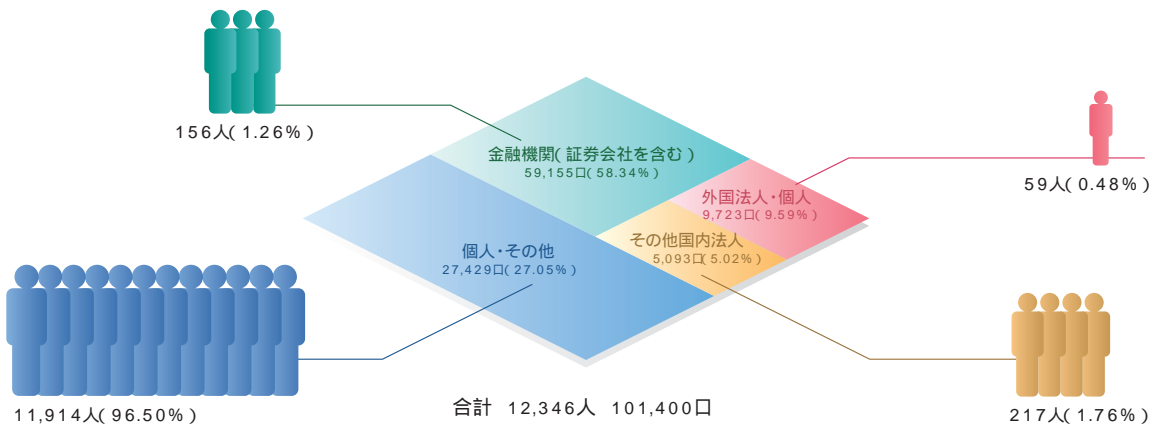 156人(1.26%)
金融機関(証券会社を含む)
59,155口(58.34%)
外国法人・個人
9,723口(9.59%)
59人(0.48%)
その他国内法人
5,093口(5.02%)
個人・その他
27,429口(27.05%)
11,914人(96.50%)
合計 12,346人 101,400口
217人(1.76%)